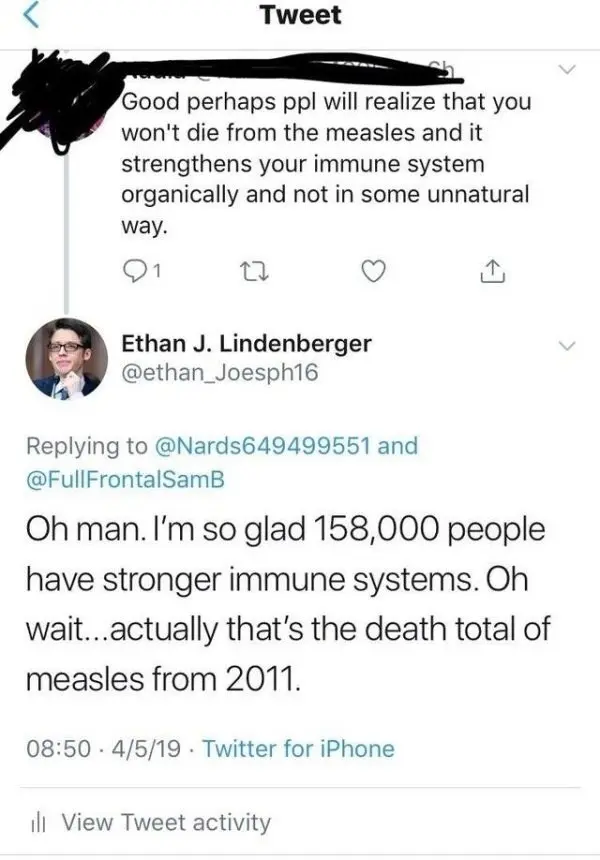 Tweet
Good perhaps ppl will realize that you
won't die from the measles and it
strengthens your immune system
organically and not in some unnatural
way.
1
Ethan J. Lindenberger
@ethan_Joesph16
Replying to @Nards649499551 and
@FullFrontalSamB
Oh man. I'm so glad 158,000 people
have stronger immune systems. Oh
wait...actually that's the death total of
measles from 2011.
08:50 · 4/5/19 · Twitter for iPhone
View Tweet activity